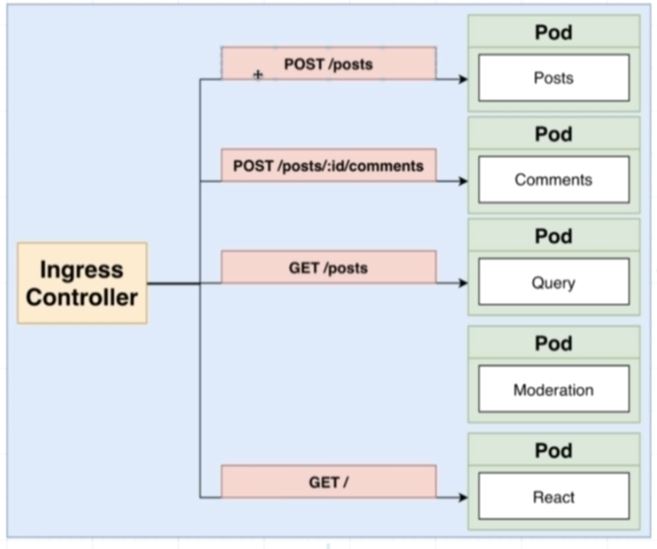 Pod
POST /posts
Posts
Pod
POST /posts/:id/comments
Comments
Pod
GET /posts
Ingress
Controller
Query
Pod
Moderation
Pod
GET /
React